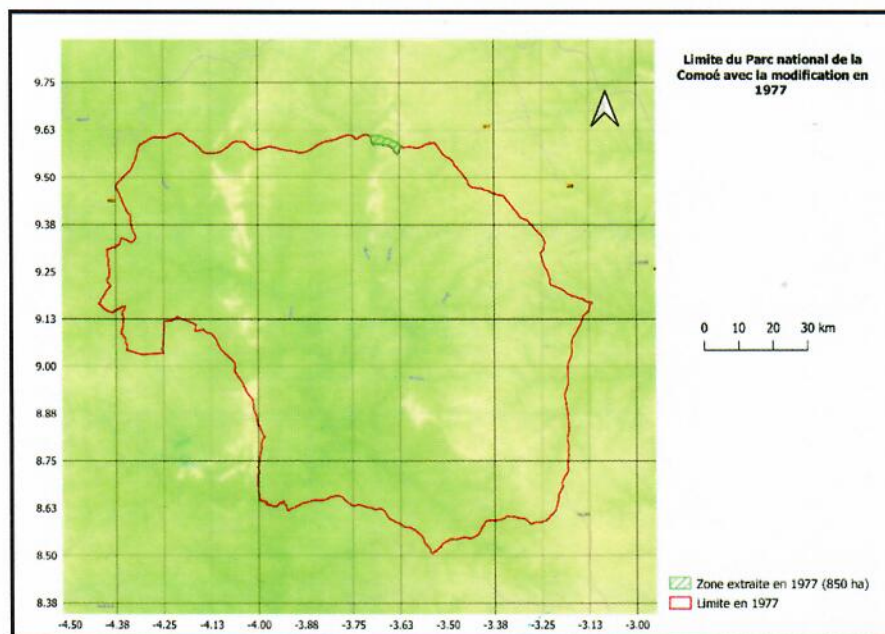 Limite du Parc national de la
Comoé avec la modification en
1977
9.75
9.63
9.50
9.38
9.25
9.13
9.00
8.88
8.75
8.63
8.50
8.38
0 10 20 30 km
Zone extraite en 1977 (850 ha)
Limite en 1977
-4.50 -4.38 -4.25 -4.13 -4.00 -3.88 -3.75 -3.63 -3.50 -3.38 -3.25 -3.13 -3.00